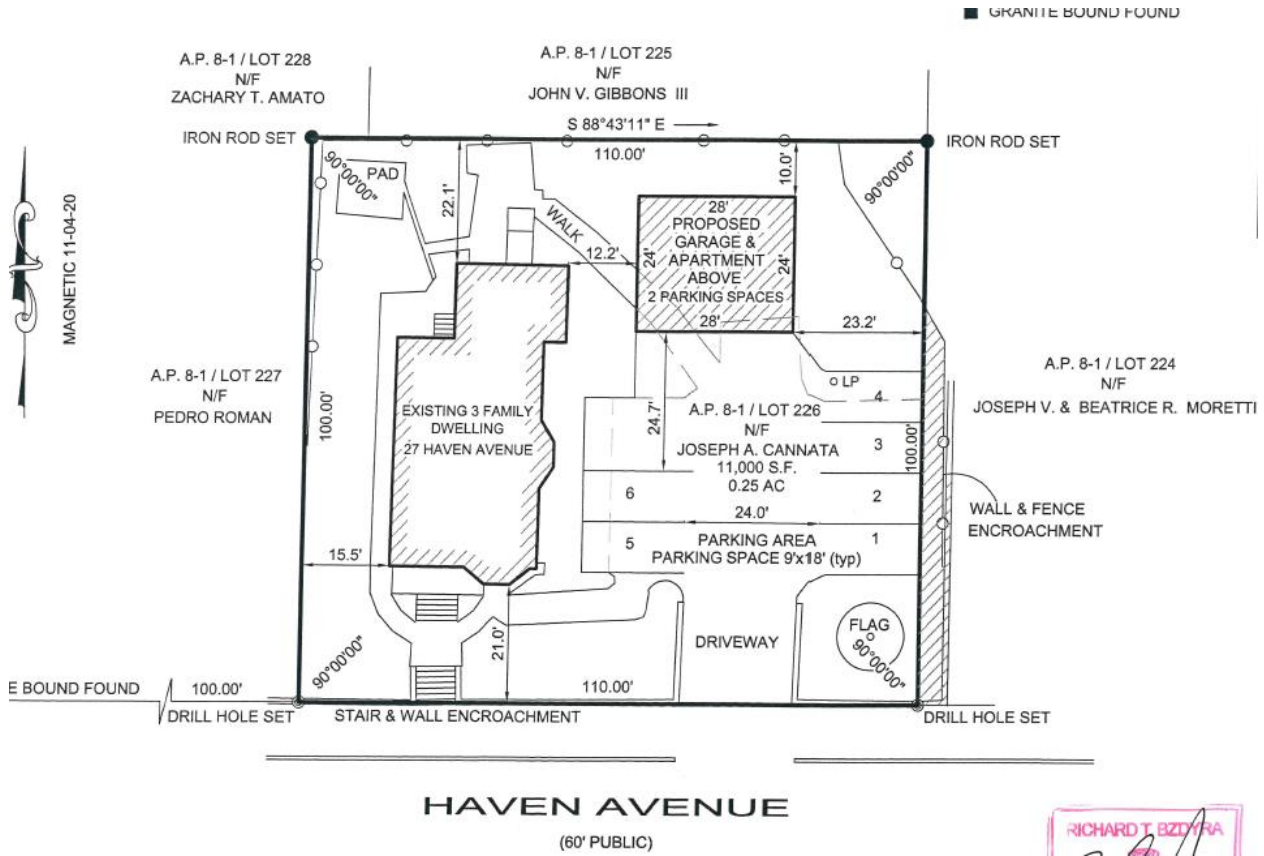 GRANITE BOUND FOUND
A.P. 8-1 / LOT 228
N/F
ZACHARY T. AMATO
A.P. 8-1 / LOT 225
N/F
JOHN V. GIBBONS III
S 88°43'11" E
IRON ROD SET
110.00'
IRON ROD SET
90°00'00"
PAD
22.1'
WALK
10.0'
90°00'00"
MAGNETIC 11-04-20
12.2'
28'
PROPOSED
GARAGE &
APARTMENT
ABOVE
2 PARKING SPACES
24'
24'
28'
23.2'
A.P. 8-1 / LOT 227
N/F
PEDRO ROMAN
100.00'
EXISTING 3 FAMILY
DWELLING
27 HAVEN AVENUE
24.7'
A.P. 8-1 / LOT 226
N/F
JOSEPH A. CANNATA
11,000 S.F.
0.25 AC
LP
4
3
2
1
100.00'
A.P. 8-1 / LOT 224
N/F
JOSEPH V. & BEATRICE R. MORETTI
6
5
24.0'
PARKING AREA
PARKING SPACE 9'x18' (typ)
WALL & FENCE
ENCROACHMENT
15.5'
21.0'
DRIVEWAY
FLAG
90°00'00"
90°00'00"
110.00'
E BOUND FOUND
100.00'
DRILL HOLE SET
STAIR & WALL ENCROACHMENT
DRILL HOLE SET
HAVEN AVENUE
(60' PUBLIC)
RICHARD T. BZDYRA